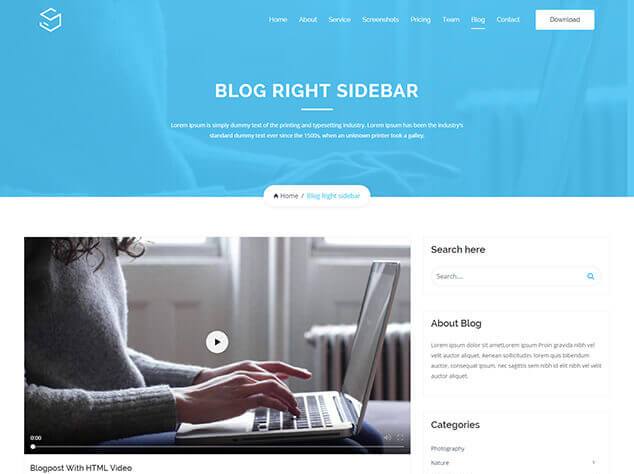 Home About Service Screenshots Pricing Team Blog Contact Download
BLOG RIGHT SIDEBAR
Lorem Ipsum is simply dummy text of the printing and typesetting industry. Lorem Ipsum has been the industry's
standard dummy text ever since the 1500s, when an unknown printer took a galley.
Home / Blog Right sidebar
0:00
Blogpost With HTML Video
Search here
Search....
About Blog
Lorem ipsum dolor sit ametLorem ipsum Proin gravida nibh vel
velit auctor aliquet. Aenean sollicitudin lorem quis bibendum
auctor, consequat ipsum, nec sagittis sem nibh id elit nibh vel velit
auctor aliquet.
Categories
Photography
Nature